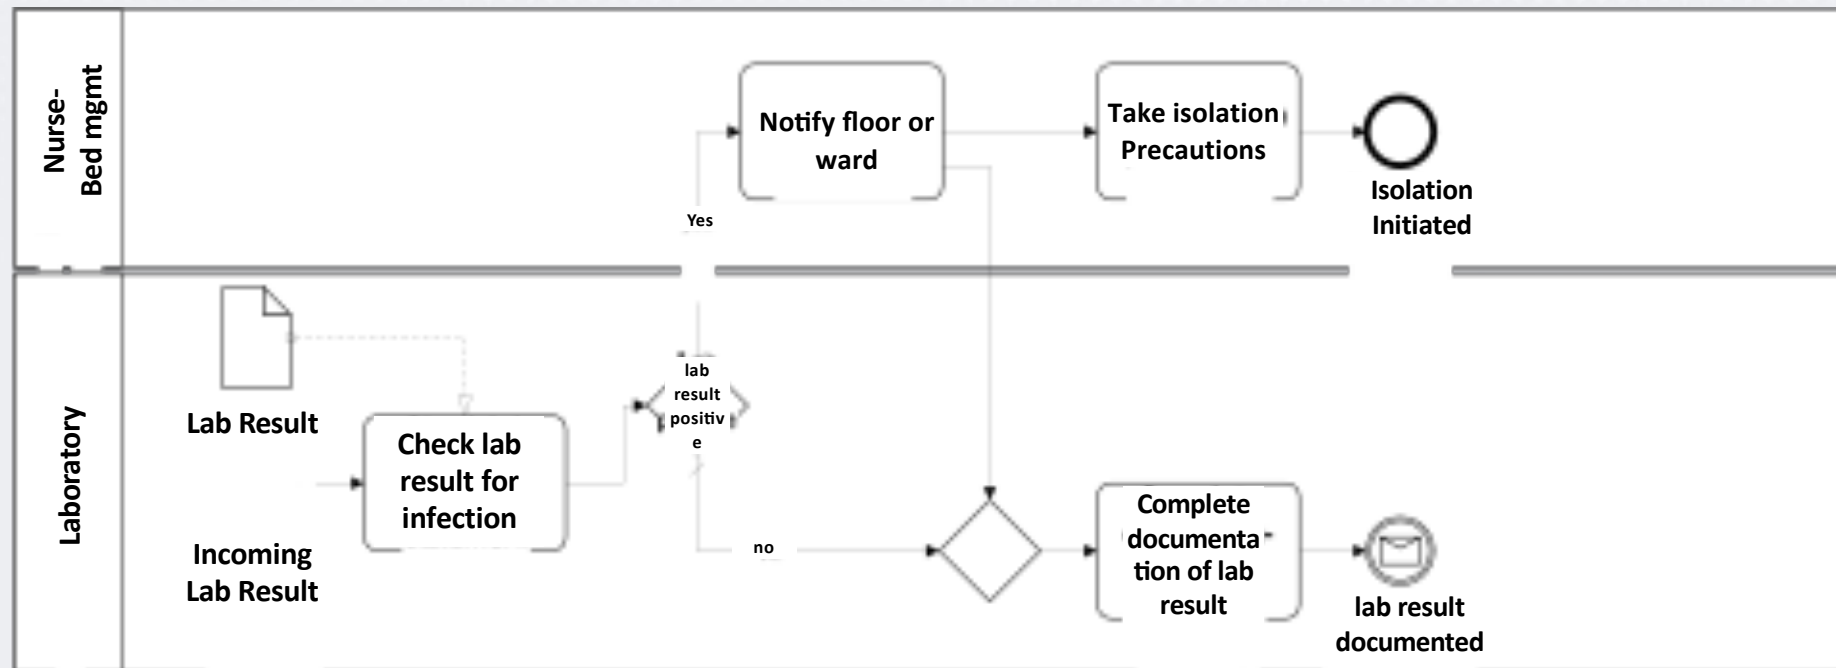 Nurse-
Bed mgmt
Notify floor or
ward
Take isolation
Precautions
Isolation
Initiated
Yes
Laboratory
Lab Result
Incoming
Lab Result
Check lab
result for
infection
lab
result
positiv
e
no
Complete
documenta
tion of lab
result
lab result
documented